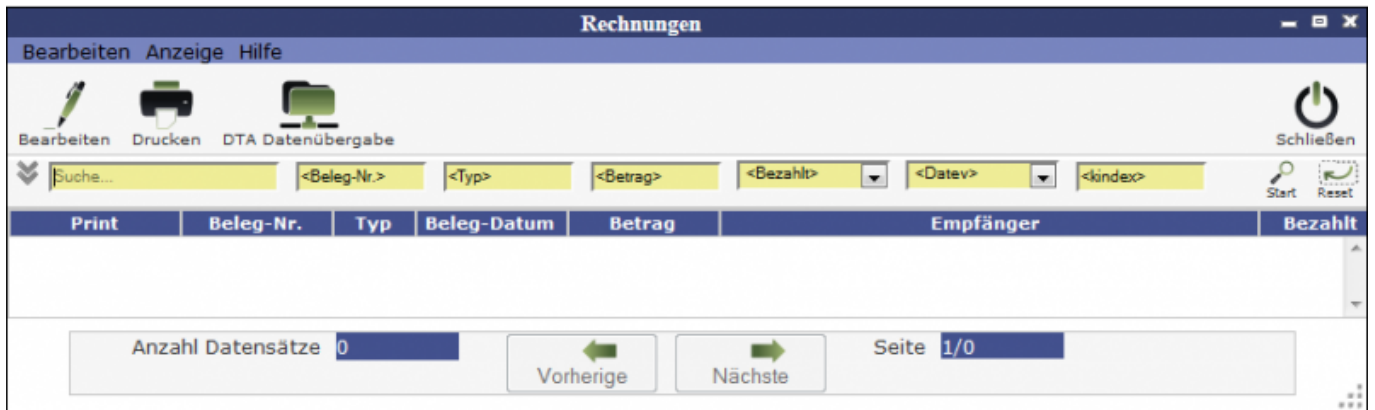 Rechnungen
Bearbeiten Anzeige Hilfe
Bearbeiten Drucken DTA Datenübergabe Schließen
Suche... <Beleg-Nr.> <Typ> <Betrag> <Bezahlt> <Datev> <kindex> Start Reset
Print Beleg-Nr. Typ Beleg-Datum Betrag Empfänger Bezahlt
Anzahl Datensätze 0 Vorherige Nächste Seite 1/0